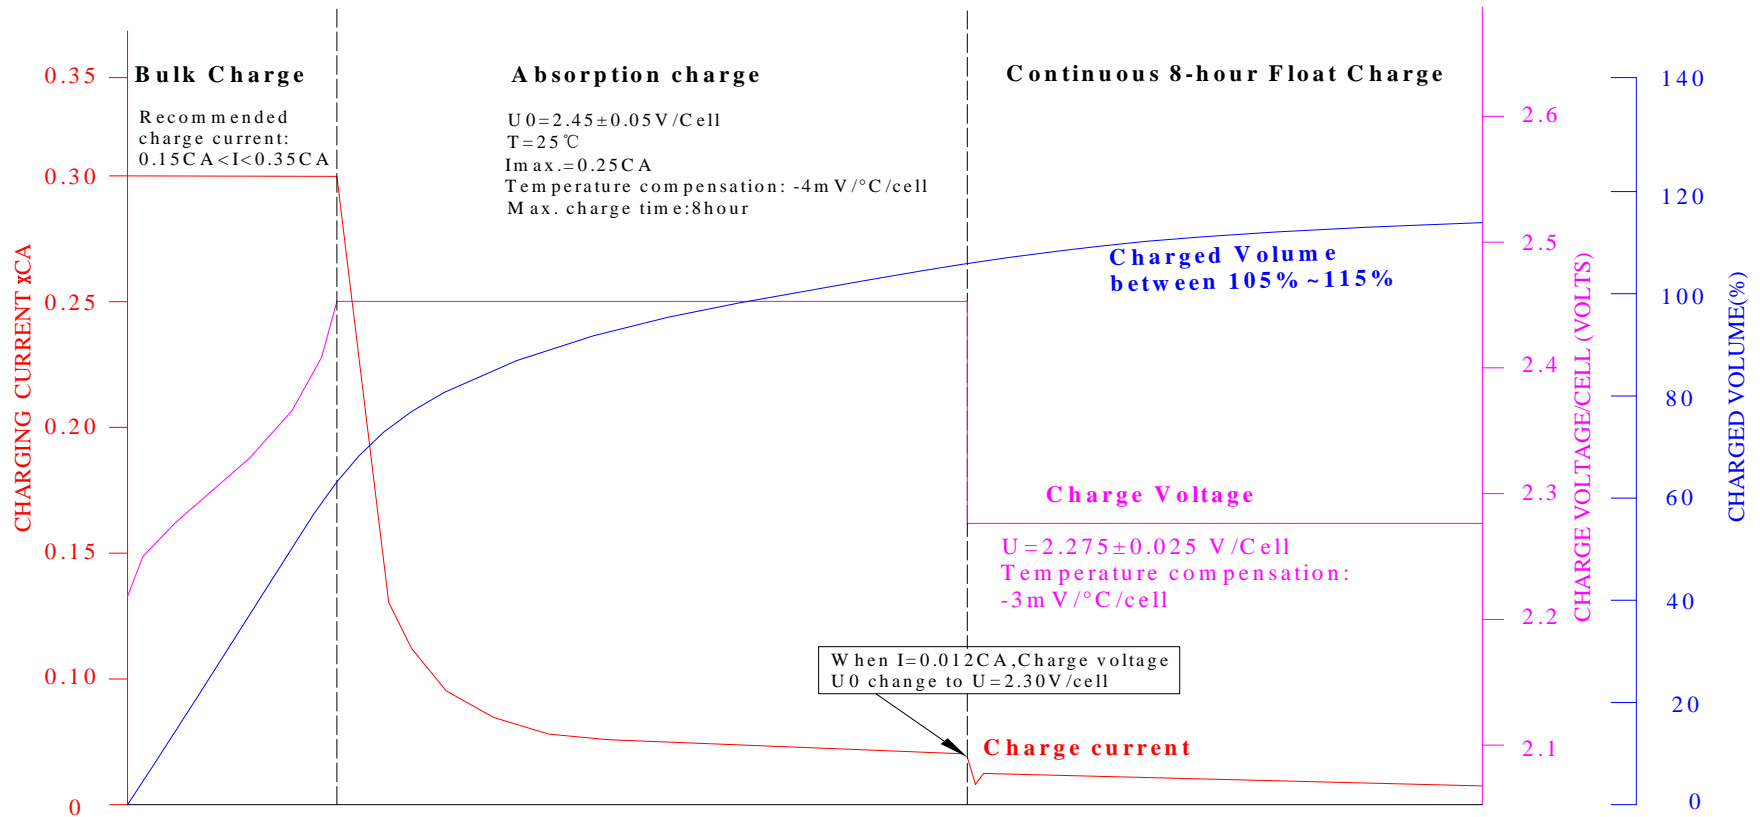 Bulk Charge
Recommended
charge current:
0.15CA<I<0.35CA
Absorption charge
U0=2.45±0.05V/Cell
T=25℃
Imax.=0.25CA
Temperature compensation: -4mV/°C/cell
Max. charge time:8hour
Continuous 8-hour Float Charge
Charged Volume
between 105%~115%
Charge Voltage
U=2.275±0.025 V/Cell
Temperature compensation:
-3mV/°C/cell
When I=0.012CA,Charge voltage
U0 change to U=2.30V/cell
Charge current
CHARGING CURRENT xCA
0.35
0.30
0.25
0.20
0.15
0.10
0
CHARGE VOLTAGE/CELL (VOLTS)
2.6
2.5
2.4
2.3
2.2
2.1
CHARGED VOLUME(%)
140
120
100
80
60
40
20
0